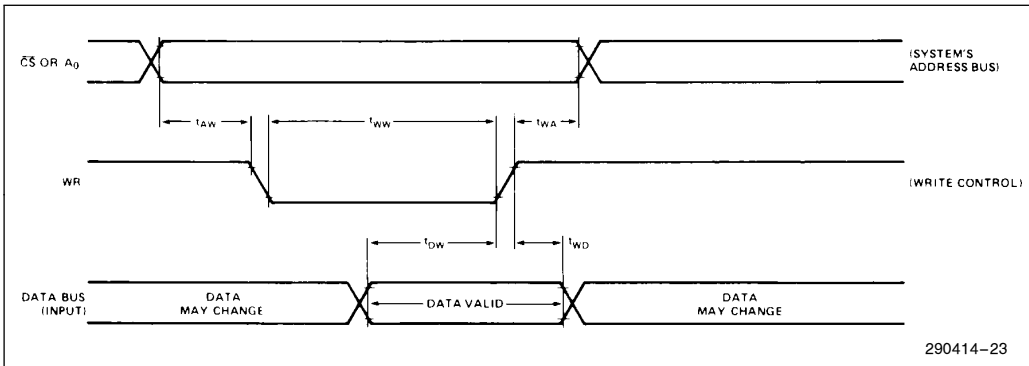 C̅S̅ OR A₀
(SYSTEM'S
ADDRESS BUS)
tAW
tWW
tWA
WR
(WRITE CONTROL)
tDW
tWD
DATA BUS
(INPUT)
DATA
MAY CHANGE
DATA VALID
DATA
MAY CHANGE
290414–23